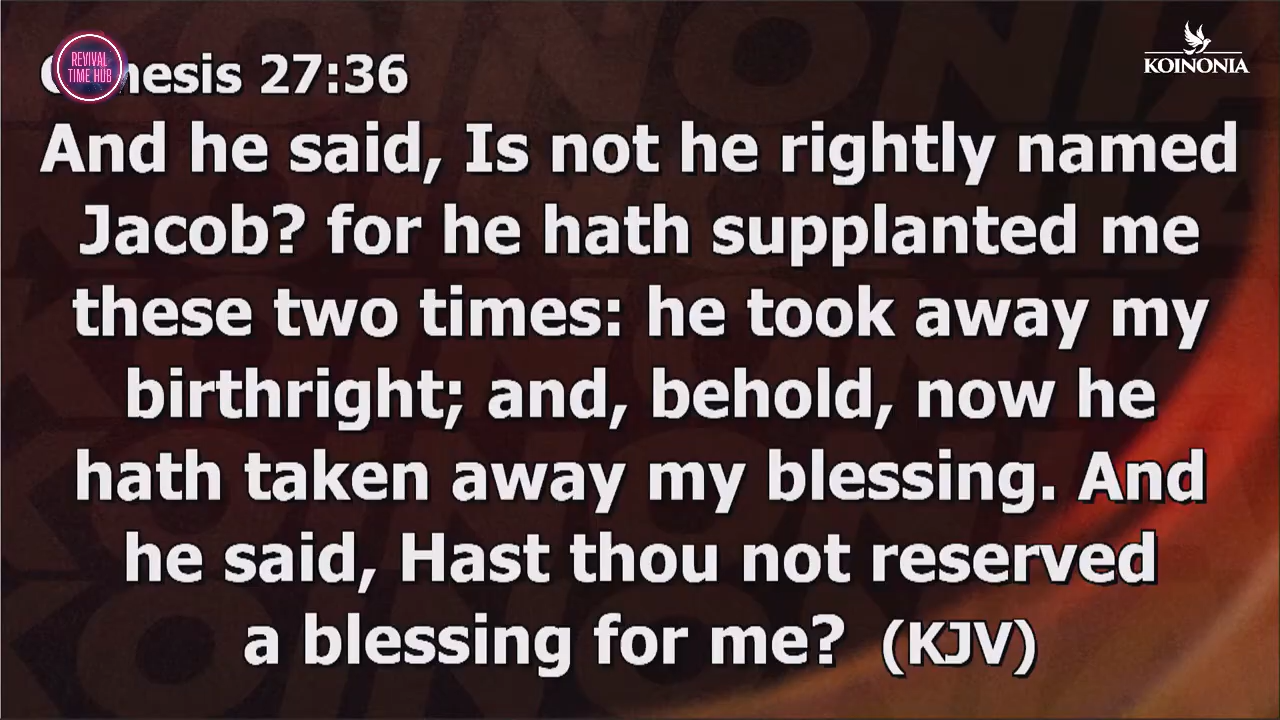 REVIVAL
TIME HUB
nesis 27:36
KOINONIA
And he said, Is not he rightly named
Jacob? for he hath supplanted me
these two times: he took away my
birthright; and, behold, now he
hath taken away my blessing. And
he said, Hast thou not reserved
a blessing for me? (KJV)